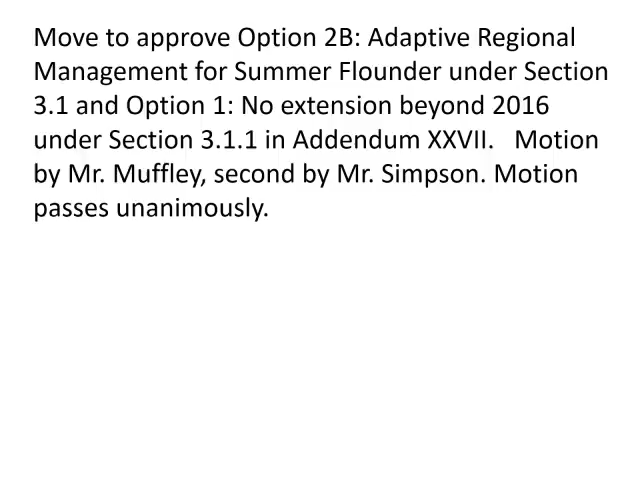 Move to approve Option 2B: Adaptive Regional
Management for Summer Flounder under Section
3.1 and Option 1: No extension beyond 2016
under Section 3.1.1 in Addendum XXVII.   Motion
by Mr. Muffley, second by Mr. Simpson. Motion
passes unanimously.